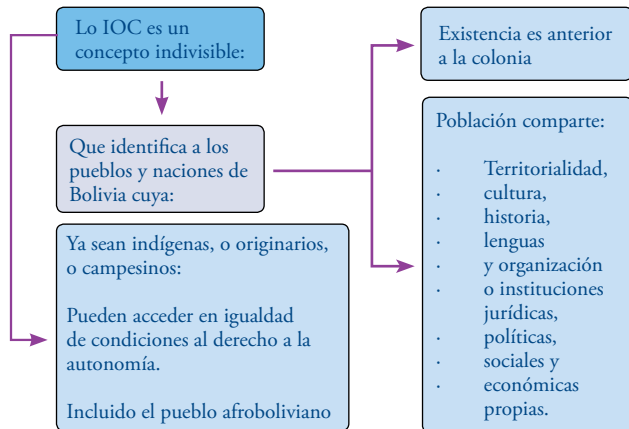 Lo IOC es un
concepto indivisible:
Que identifica a los
pueblos y naciones de
Bolivia cuya:
Ya sean indígenas, o originarios,
o campesinos:
Pueden acceder en igualdad
de condiciones al derecho a la
autonomía.
Incluido el pueblo afroboliviano
Existencia es anterior
a la colonia
Población comparte:
· Territorialidad,
· cultura,
· historia,
· lenguas
· y organización
· o instituciones
jurídicas,
· políticas,
· sociales y
· económicas
propias.